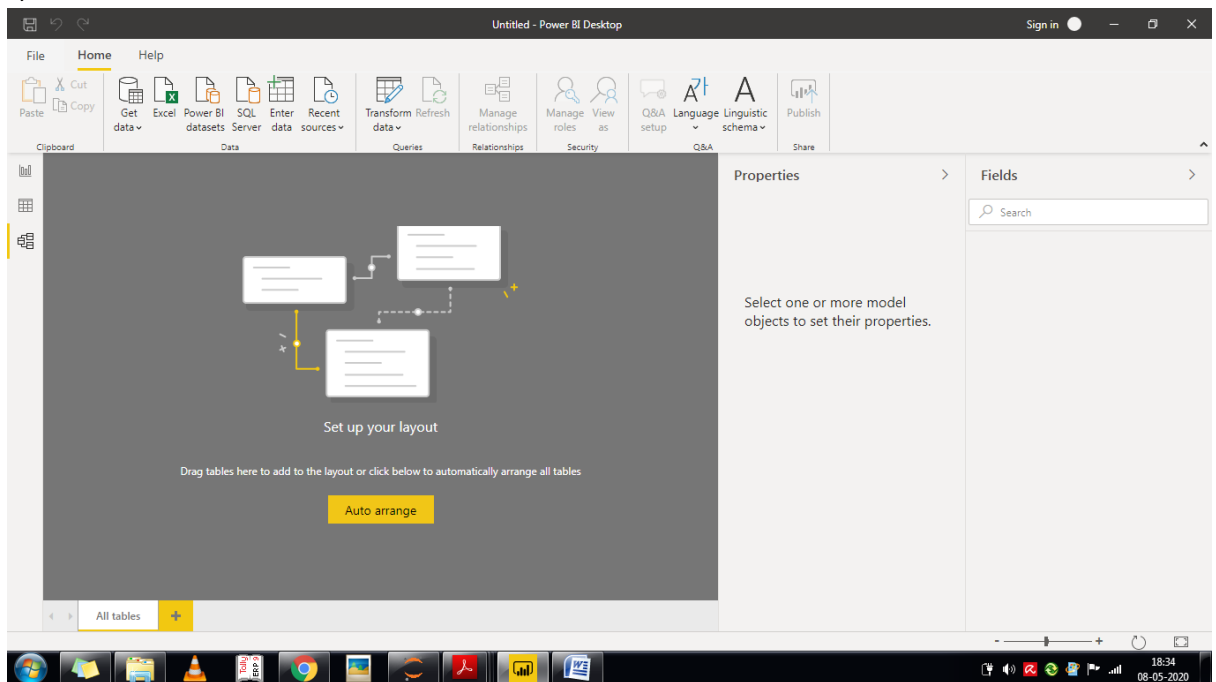 Untitled - Power BI Desktop
Sign in
File Home Help
Paste
Cut
Copy
Clipboard
Get data
Excel
Power BI datasets
SQL Server
Enter data
Recent sources
Data
Transform data
Refresh
Queries
Manage relationships
Relationships
Manage roles
View as
Security
Q&A setup
Language
Linguistic schema
Q&A
Publish
Share
Properties
Select one or more model
objects to set their properties.
Fields
Search
Set up your layout
Drag tables here to add to the layout or click below to automatically arrange all tables
Auto arrange
All tables
Tally
ERP 9
18:34
08-05-2020